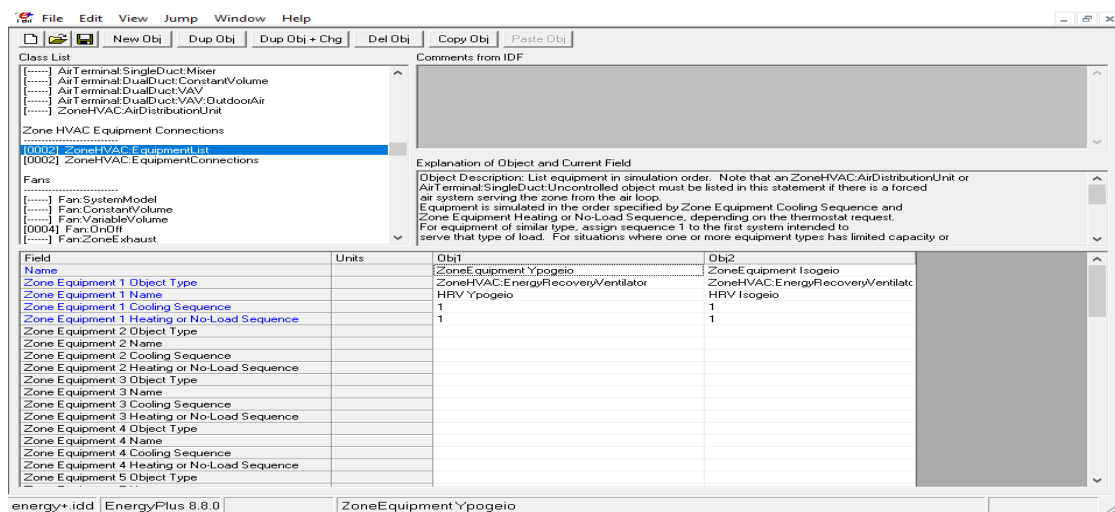 File Edit View Jump Window Help
New Obj Dup Obj Dup Obj + Chg Del Obj Copy Obj Paste Obj
Class List
[------] AirTerminal:SingleDuct:Mixer
[------] AirTerminal:DualDuct:ConstantVolume
[------] AirTerminal:DualDuct:VAV
[------] AirTerminal:DualDuct:VAV:OutdoorAir
[------] ZoneHVAC:AirDistributionUnit
Zone HVAC Equipment Connections
-------------------------
[0002] ZoneHVAC:EquipmentList
[0002] ZoneHVAC:EquipmentConnections
Fans
-------------------------
[------] Fan:SystemModel
[------] Fan:ConstantVolume
[------] Fan:VariableVolume
[0004] Fan:OnOff
[------] Fan:ZoneExhaust
Comments from IDF
Explanation of Object and Current Field
Object Description: List equipment in simulation order. Note that an ZoneHVAC:AirDistributionUnit or
AirTerminal:SingleDuct:Uncontrolled object must be listed in this statement if there is a forced
air system serving the zone from the air loop.
Equipment is simulated in the order specified by Zone Equipment Cooling Sequence and
Zone Equipment Heating or No-Load Sequence, depending on the thermostat request.
For equipment of similar type, assign sequence 1 to the first system intended to
serve that type of load. For situations where one or more equipment types has limited capacity or
Field Units Obj1 Obj2
Name ZoneEquipment Ypogeio ZoneEquipment Isogeio
Zone Equipment 1 Object Type ZoneHVAC:EnergyRecoveryVentilator ZoneHVAC:EnergyRecoveryVentilatc
Zone Equipment 1 Name HRV Ypogeio HRV Isogeio
Zone Equipment 1 Cooling Sequence 1 1
Zone Equipment 1 Heating or No-Load Sequence 1 1
Zone Equipment 2 Object Type
Zone Equipment 2 Name
Zone Equipment 2 Cooling Sequence
Zone Equipment 2 Heating or No-Load Sequence
Zone Equipment 3 Object Type
Zone Equipment 3 Name
Zone Equipment 3 Cooling Sequence
Zone Equipment 3 Heating or No-Load Sequence
Zone Equipment 4 Object Type
Zone Equipment 4 Name
Zone Equipment 4 Cooling Sequence
Zone Equipment 4 Heating or No-Load Sequence
Zone Equipment 5 Object Type
energy+.idd EnergyPlus 8.8.0 ZoneEquipment Ypogeio